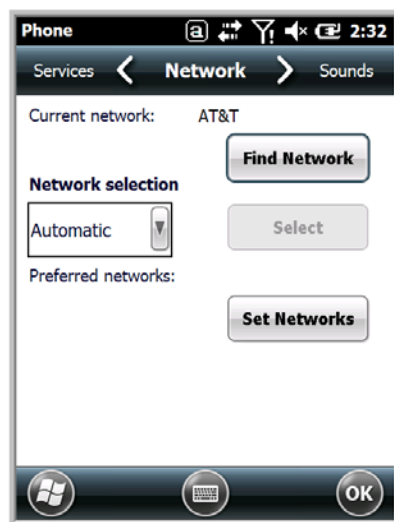 Phone a 2:32
Services Network Sounds
Current network: AT&T
Find Network
Network selection
Automatic Select
Preferred networks:
Set Networks
OK